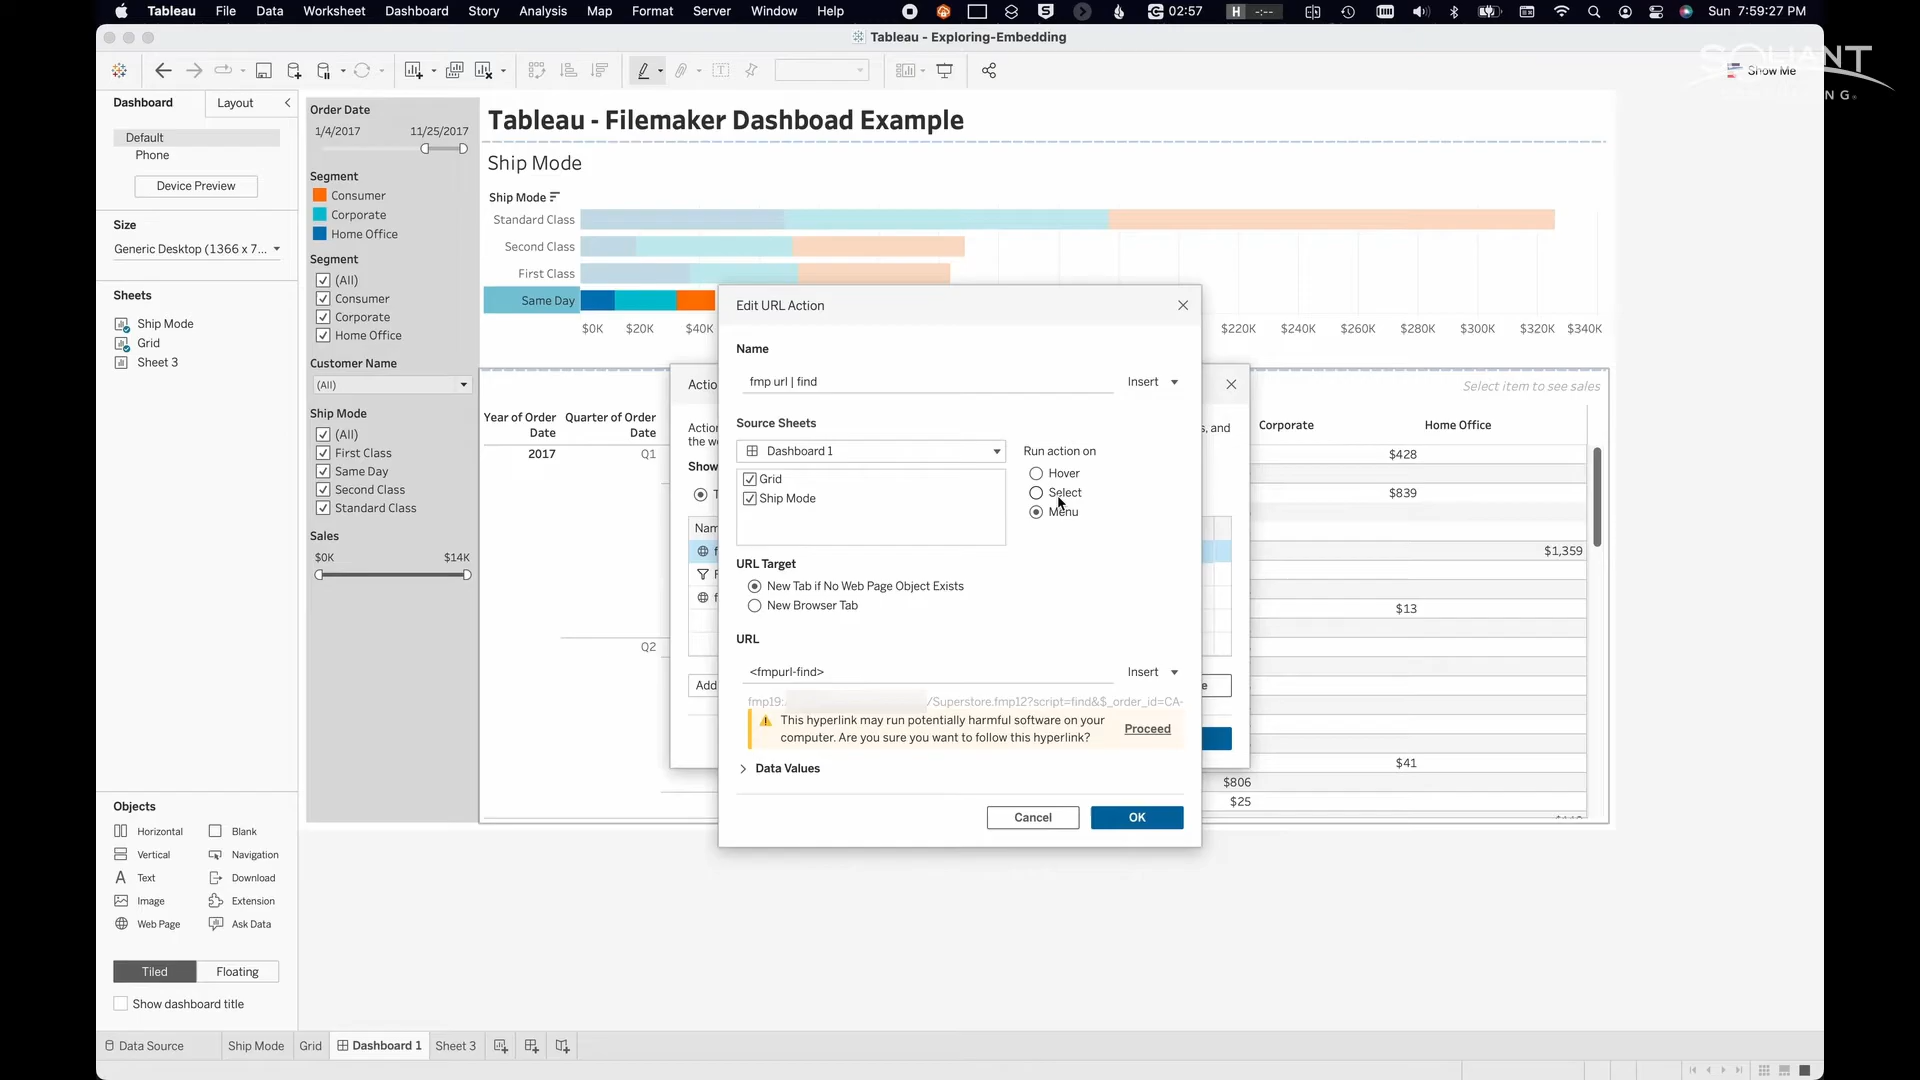 Tableau File Data Worksheet Dashboard Story Analysis Map Format Server Window Help
02:57 H --:-- Sun 7:59:27 PM
Tableau - Exploring-Embedding
SOLIANT
Show Me
Dashboard Layout
Default
Phone
Device Preview
Size
Generic Desktop (1366 x 7...
Sheets
Ship Mode
Grid
Sheet 3
Objects
Horizontal Blank
Vertical Navigation
Text Download
Image Extension
Web Page Ask Data
Tiled Floating
Show dashboard title
Order Date
1/4/2017 11/25/2017
Segment
Consumer
Corporate
Home Office
Segment
(All)
Consumer
Corporate
Home Office
Customer Name
(All)
Ship Mode
(All)
First Class
Same Day
Second Class
Standard Class
Sales
$0K $14K
Tableau - Filemaker Dashboad Example
Ship Mode
Ship Mode
Standard Class
Second Class
First Class
Same Day
$0K $20K $40K $220K $240K $260K $280K $300K $320K $340K
Select item to see sales
Year of Order Date Quarter of Order Date Corporate Home Office
2017 Q1 $428
$839
$1,359
$13
Q2
$41
$806
$25
Actio
Action s, and
the w
Show
Nam
Add e
Edit URL Action
Name
fmp url | find Insert
Source Sheets
Dashboard 1
Grid
Ship Mode
Run action on
Hover
Select
Menu
URL Target
New Tab if No Web Page Object Exists
New Browser Tab
URL
<fmpurl-find> Insert
fmp19:/ /Superstore.fmp12?script=find&$_order_id=CA-
This hyperlink may run potentially harmful software on your
computer. Are you sure you want to follow this hyperlink? Proceed
Data Values
Cancel OK
Data Source Ship Mode Grid Dashboard 1 Sheet 3